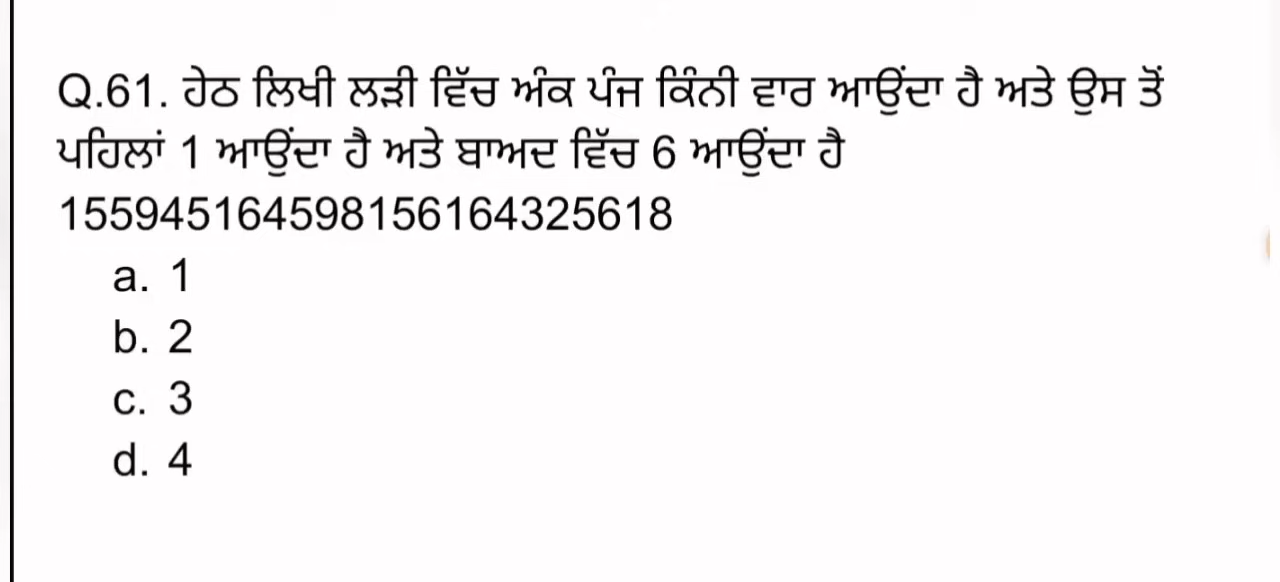 Q.61. ਹੇਠ ਲਿਖੀ ਲੜੀ ਵਿੱਚ ਅੰਕ ਪੰਜ ਕਿੰਨੀ ਵਾਰ ਆਉਂਦਾ ਹੈ ਅਤੇ ਉਸ ਤੋਂ
ਪਹਿਲਾਂ 1 ਆਉਂਦਾ ਹੈ ਅਤੇ ਬਾਅਦ ਵਿੱਚ 6 ਆਉਂਦਾ ਹੈ
155945164598156164325618
a. 1
b. 2
c. 3
d. 4